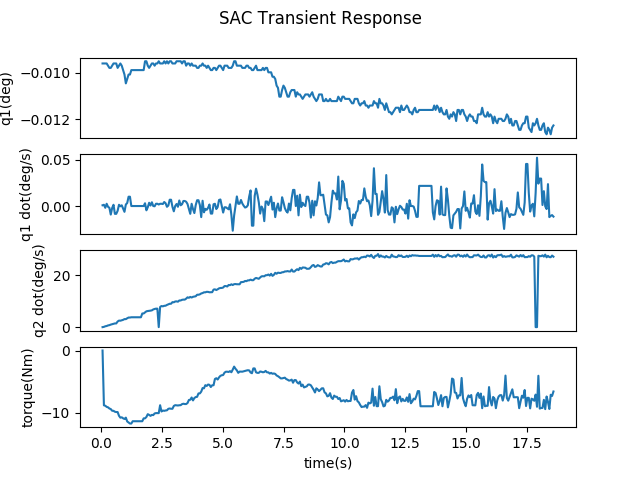 SAC Transient Response
−0.010
−0.012
q1(deg)
0.05
0.00
q1 dot(deg/s)
20
0
q2 dot(deg/s)
0
−10
torque(Nm)
0.0 2.5 5.0 7.5 10.0 12.5 15.0 17.5
time(s)